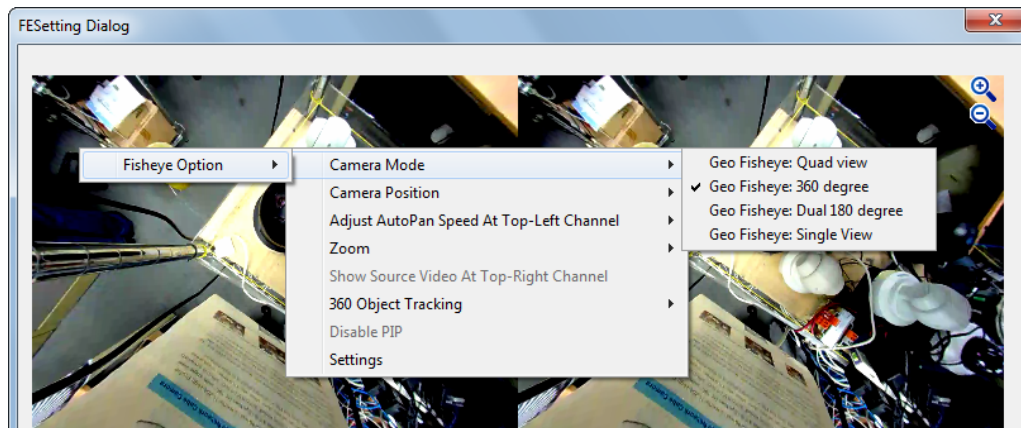 FESetting Dialog
Fisheye Option
Camera Mode
Camera Position
Adjust AutoPan Speed At Top-Left Channel
Zoom
Show Source Video At Top-Right Channel
360 Object Tracking
Disable PIP
Settings
Geo Fisheye: Quad view
Geo Fisheye: 360 degree
Geo Fisheye: Dual 180 degree
Geo Fisheye: Single View